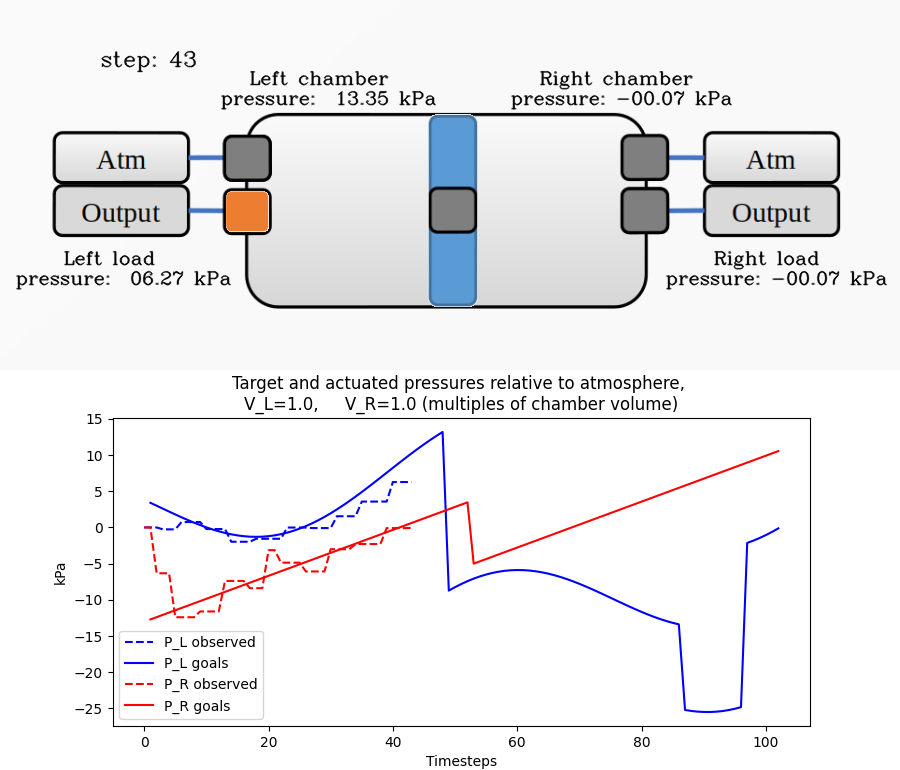 step: 43
Left chamber
pressure:  13.35 kPa
Right chamber
pressure: −00.07 kPa
Atm
Output
Atm
Output
Left load
pressure:  06.27 kPa
Right load
pressure: −00.07 kPa
Target and actuated pressures relative to atmosphere,
V_L=1.0,     V_R=1.0 (multiples of chamber volume)
15
10
5
0
−5
−10
−15
−20
−25
kPa
P_L observed
P_L goals
P_R observed
P_R goals
0 20 40 60 80 100
Timesteps